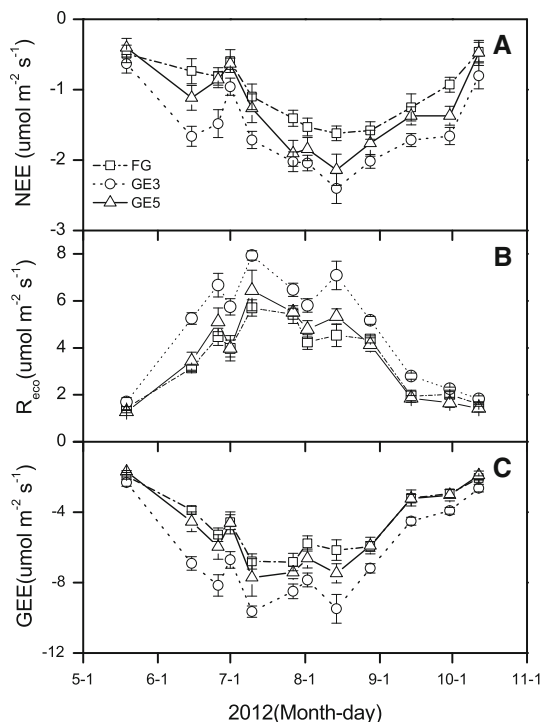 0
-1
-2
-3
NEE (umol m-2 s-1)
A
FG
GE3
GE5
8
6
4
2
0
Reco(umol m-2 s-1)
B
-4
-8
-12
GEE(umol m-2 s-1)
C
5-1 6-1 7-1 8-1 9-1 10-1 11-1
2012(Month-day)